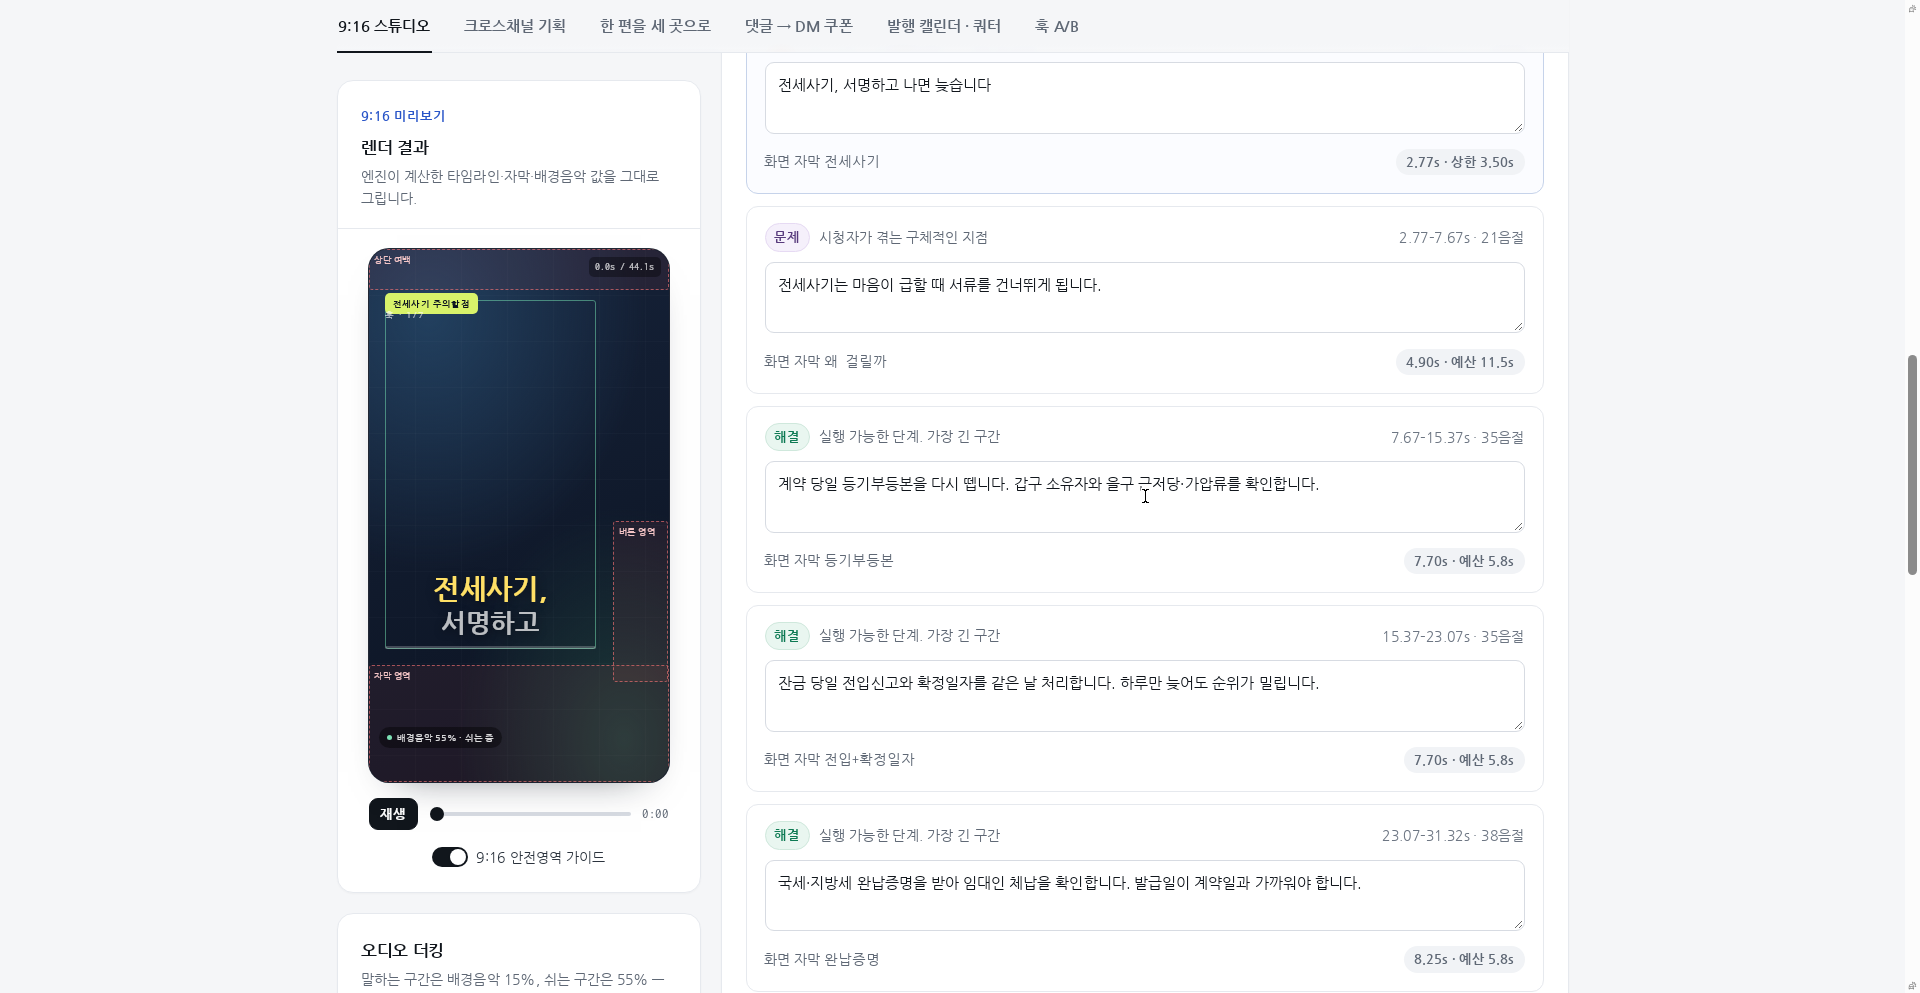 9:16 스튜디오
크로스채널 기획
한 편을 세 곳으로
댓글 → DM 쿠폰
발행 캘린더 · 쿼터
훅 A/B
9:16 미리보기
렌더 결과
엔진이 계산한 타임라인·자막·배경음악 값을 그대로
그립니다.
상단 여백
0.0s / 44.1s
전세사기 주의할 점
버튼 영역
전세사기,
서명하고
자막 영역
배경음악 55% · 쉬는 중
재생
0:00
9:16 안전영역 가이드
오디오 더킹
말하는 구간은 배경음악 15%, 쉬는 구간은 55% —
전세사기, 서명하고 나면 늦습니다
화면 자막 전세사기
2.77s · 상한 3.50s
문제 시청자가 겪는 구체적인 지점
2.77–7.67s · 21음절
전세사기는 마음이 급할 때 서류를 건너뛰게 됩니다.
화면 자막 왜 걸릴까
4.90s · 예산 11.5s
해결 실행 가능한 단계. 가장 긴 구간
7.67–15.37s · 35음절
계약 당일 등기부등본을 다시 뗍니다. 갑구 소유자와 을구 근저당·가압류를 확인합니다.
화면 자막 등기부등본
7.70s · 예산 5.8s
해결 실행 가능한 단계. 가장 긴 구간
15.37–23.07s · 35음절
잔금 당일 전입신고와 확정일자를 같은 날 처리합니다. 하루만 늦어도 순위가 밀립니다.
화면 자막 전입+확정일자
7.70s · 예산 5.8s
해결 실행 가능한 단계. 가장 긴 구간
23.07–31.32s · 38음절
국세·지방세 완납증명을 받아 임대인 체납을 확인합니다. 발급일이 계약일과 가까워야 합니다.
화면 자막 완납증명
8.25s · 예산 5.8s